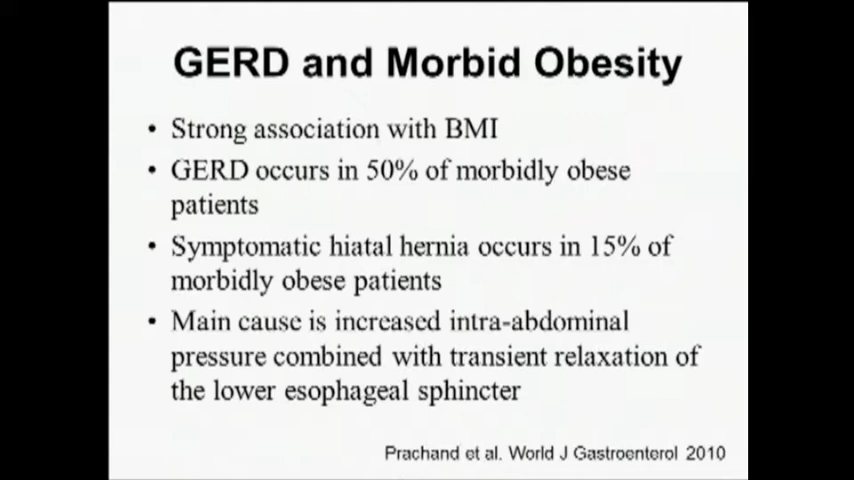 GERD and Morbid Obesity
• Strong association with BMI
• GERD occurs in 50% of morbidly obese
patients
• Symptomatic hiatal hernia occurs in 15% of
morbidly obese patients
• Main cause is increased intra-abdominal
pressure combined with transient relaxation of
the lower esophageal sphincter
Prachand et al. World J Gastroenterol 2010